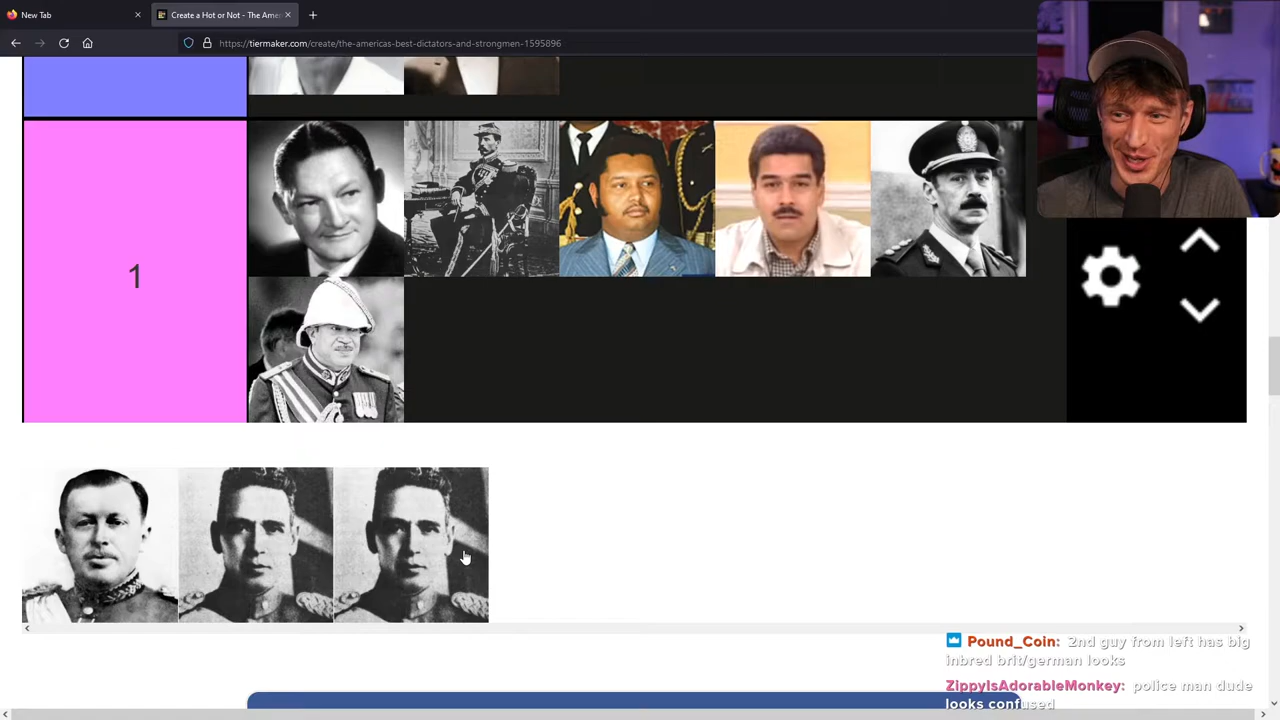 New Tab
Create a Hot or Not - The Ame
https://tiermaker.com/create/the-americas-best-dictators-and-strongmen-1595896
1
Pound_Coin: 2nd guy from left has big
inbred brit/german looks
ZippyIsAdorableMonkey: police man dude
looks confused